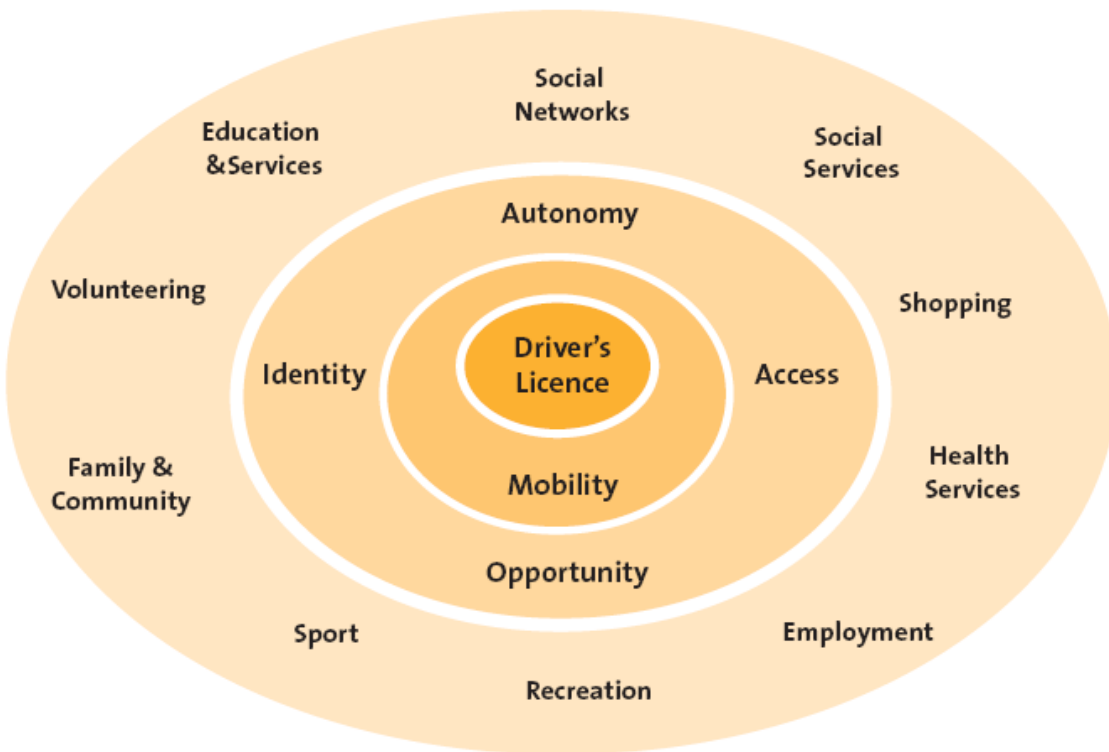 Social
Networks
Education
&Services
Social
Services
Autonomy
Volunteering
Shopping
Driver’s
Licence
Identity
Access
Family &
Community
Health
Services
Mobility
Opportunity
Sport
Employment
Recreation